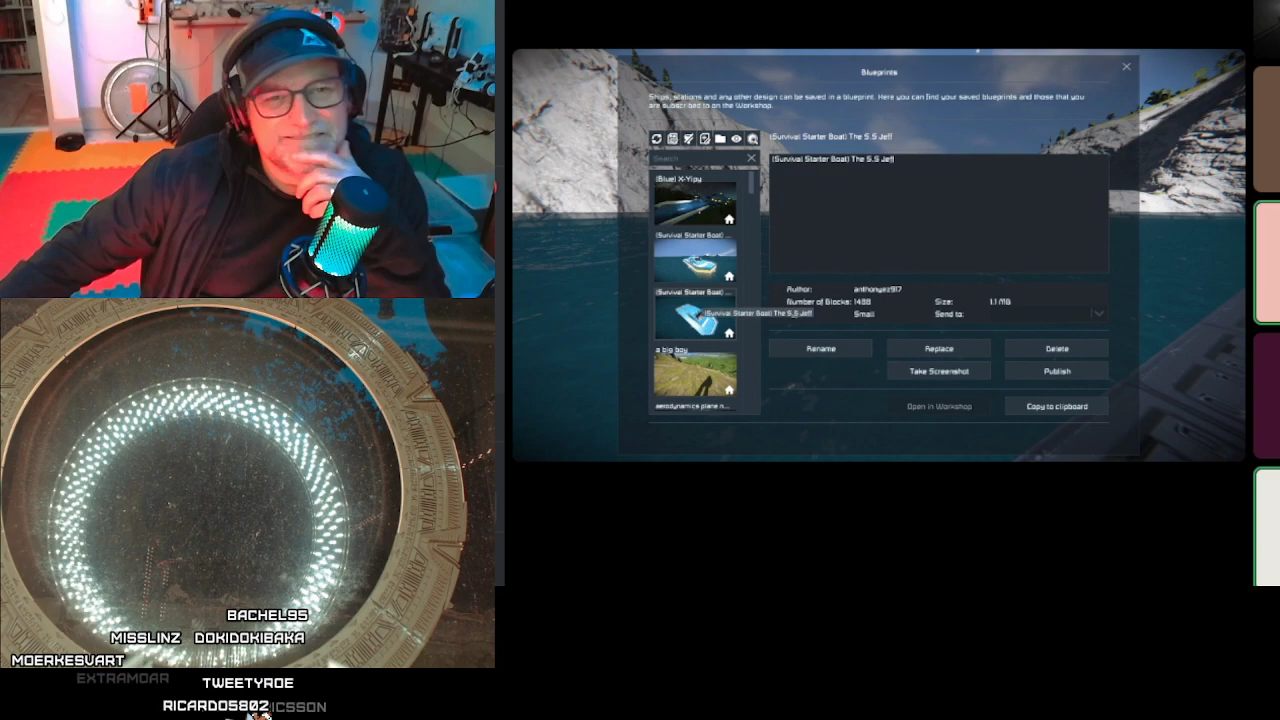 Blueprints
Ships, stations and any other design can be saved in a blueprint. Here you can find your saved blueprints and those that you
are subscribed to on the Workshop.
(Survival Starter Boat) The S.S Jeff
Search
(Survival Starter Boat) The S.S Jeff
(Blue) X-Yipy
(Survival Starter Boat) ...
(Survival Starter Boat) ...
(Survival Starter Boat) The S.S Jeff
a big boy
aerodynamics plane n...
Author: anthonyez917
Number of Blocks: 1488 Size: 1.1 MB
Small Send to:
Rename Replace Delete
Take Screenshot Publish
Open in Workshop Copy to clipboard
BACHEL95
MISSLINZ DOKIDOKIBAKA
MOERKESVART
EXTRAMOAR
TWEETYROE
RICARDO5802